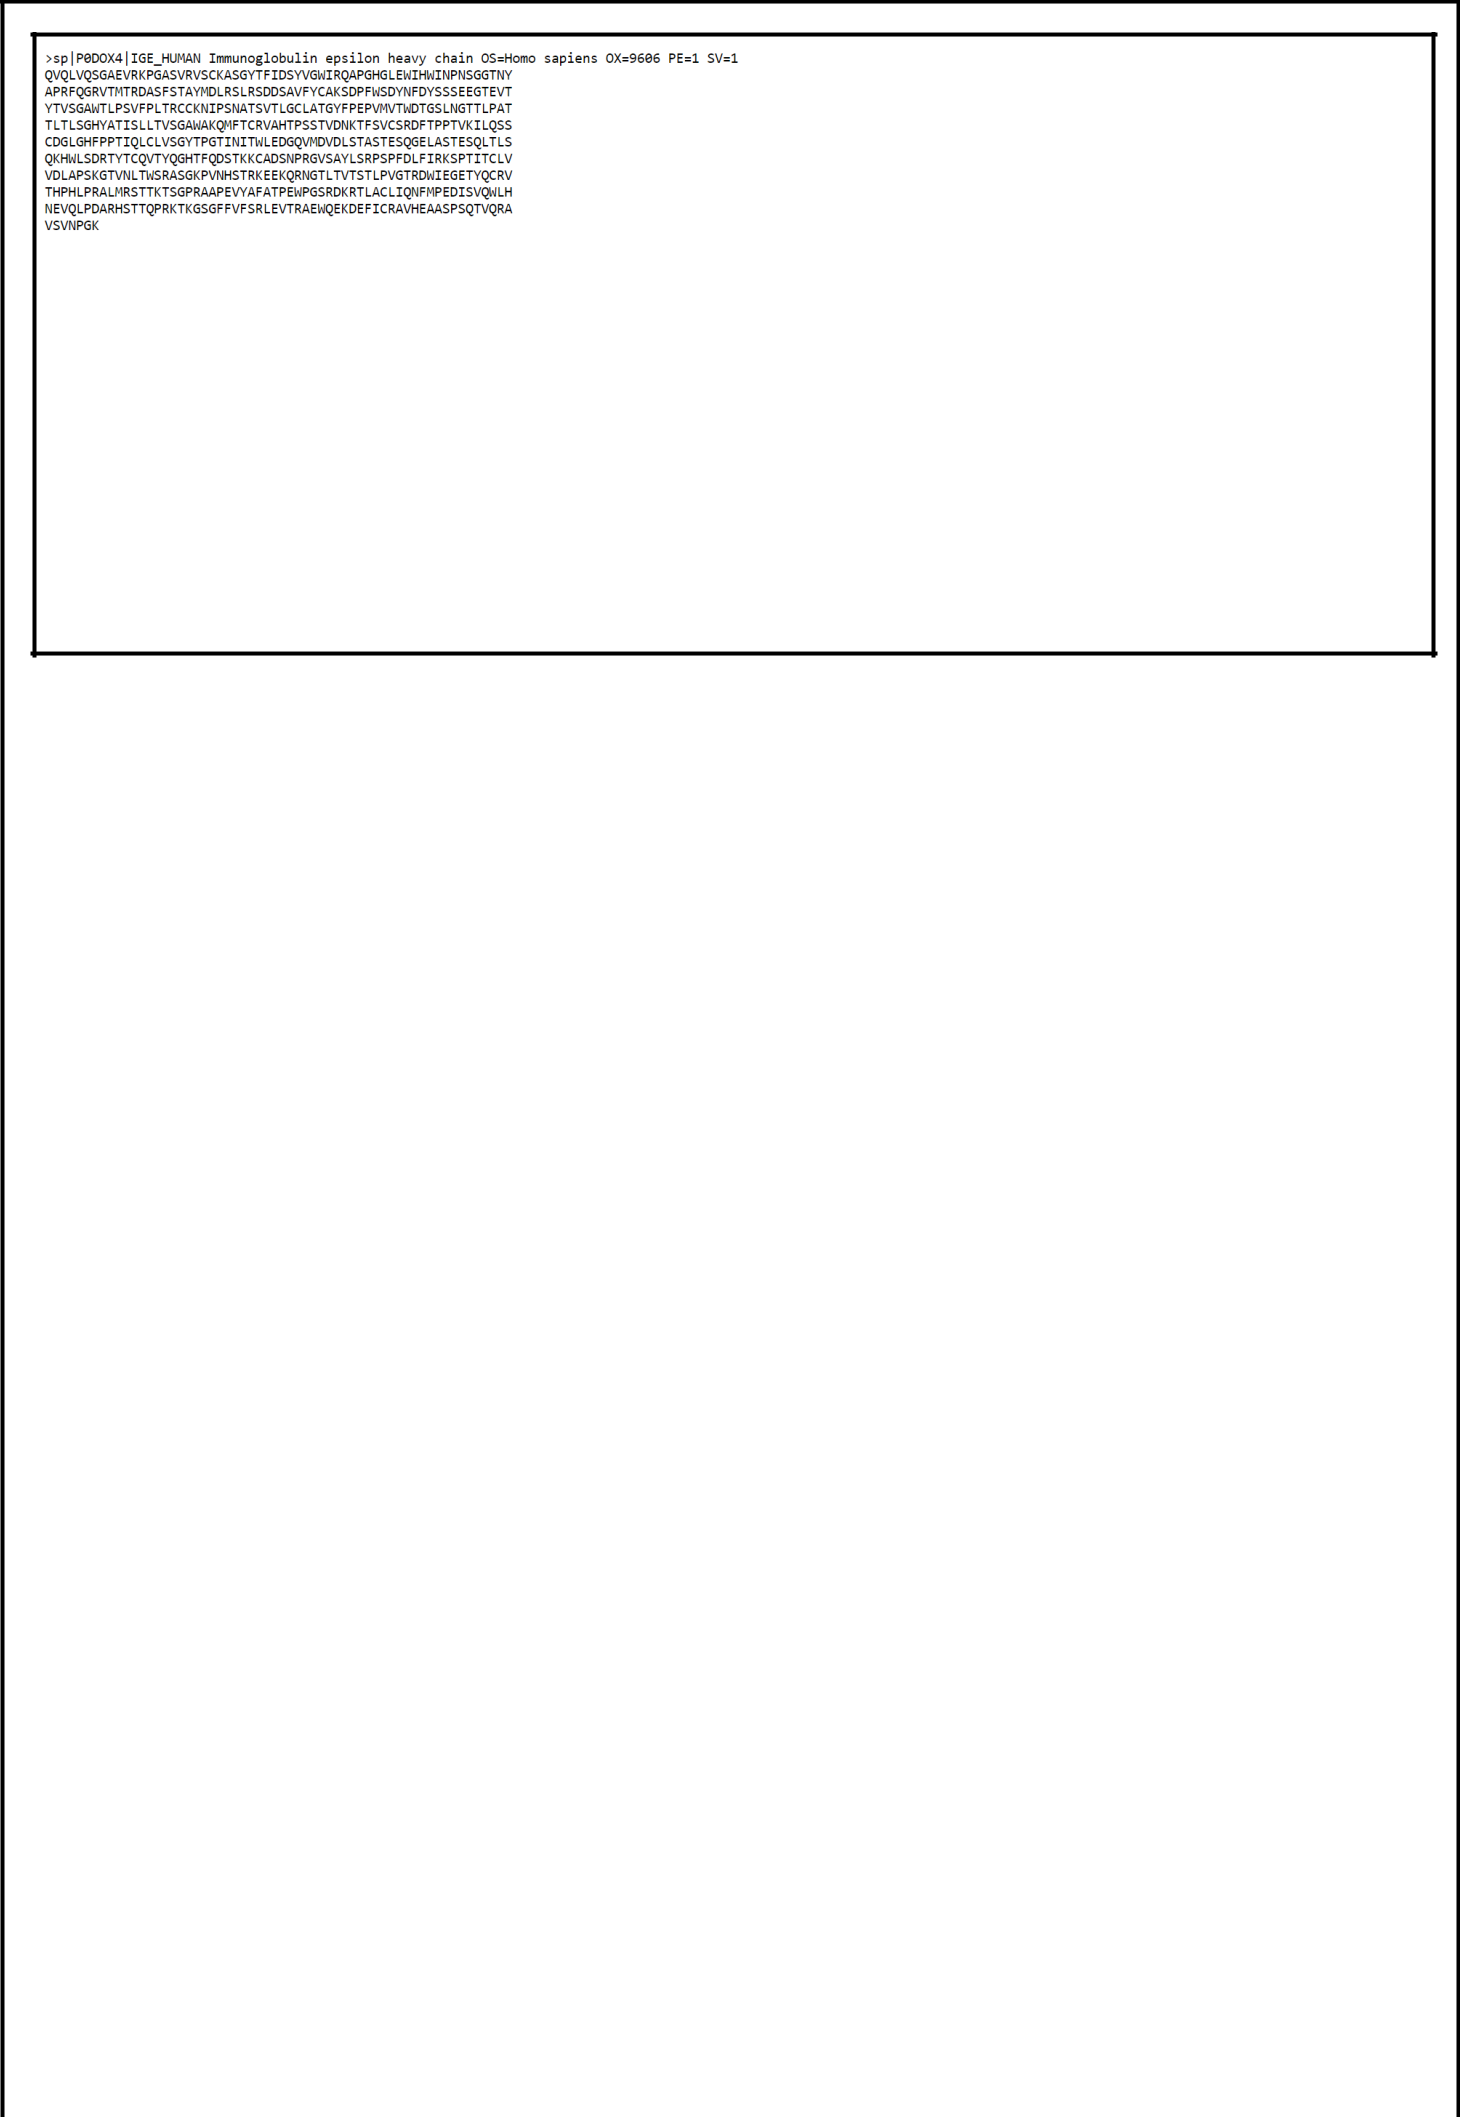 >sp|P0DOX4|IGE_HUMAN Immunoglobulin epsilon heavy chain OS=Homo sapiens OX=9606 PE=1 SV=1
QVQLVQSGAEVRKPGASVRVSCKASGYTFIDSYVGWIRQAPGHGLEWIHWINPNSGGTNY
APRFQGRVTMTRDASFSTAYMDLRSLRSDDSAVFYCAKSDPFWSDYNFDYSSSEEGTEVT
YTVSGAWTLPSVFPLTRCCKNIPSNATSVTLGCLATGYFPEPVMVTWDTGSLNGTTLPAT
TLTLSGHYATISLLTVSGAWAKQMFTCRVAHTPSSTVDNKTFSVCSRDFTPPTVKILQSS
CDGLGHFPPTIQLCLVSGYTPGTINITWLEDGQVMDVDLSTASTESQGELASTESQLTLS
QKHWLSDRTYTCQVTYQGHTFQDSTKKCADSNPRGVSAYLSRPSPFDLFIRKSPTITCLV
VDLAPSKGTVNLTWSRASGKPVNHSTRKEEKQRNGTLTVTSTLPVGTRDWIEGETYQCRV
THPHLPRALMRSTTKTSGPRAAPEVYAFATPEWPGSRDKRTLACLIQNFMPEDISVQWLH
NEVQLPDARHSTTQPRKTKGSGFFVFSRLEVTRAEWQEKDEFICRAVHEAASPSQTVQRA
VSVNPGK